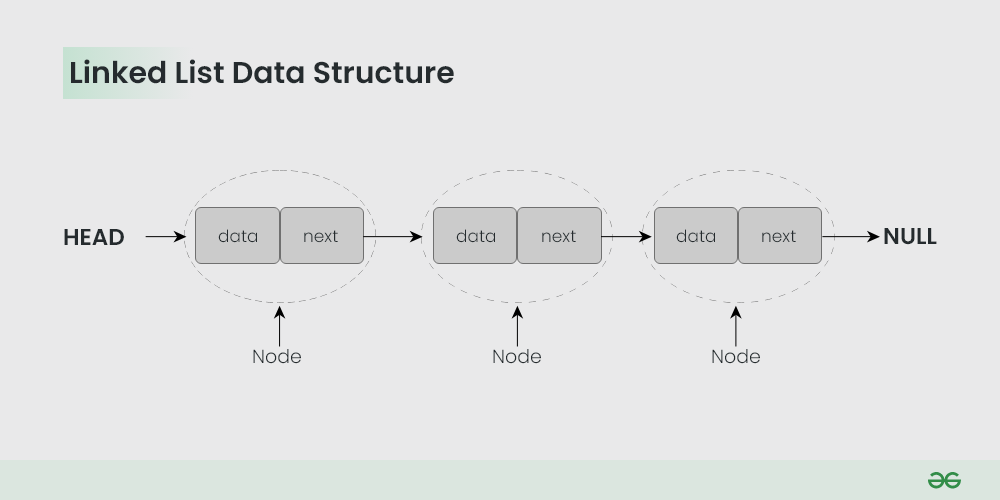 Linked List Data Structure
HEAD data next data next data next NULL
Node Node Node